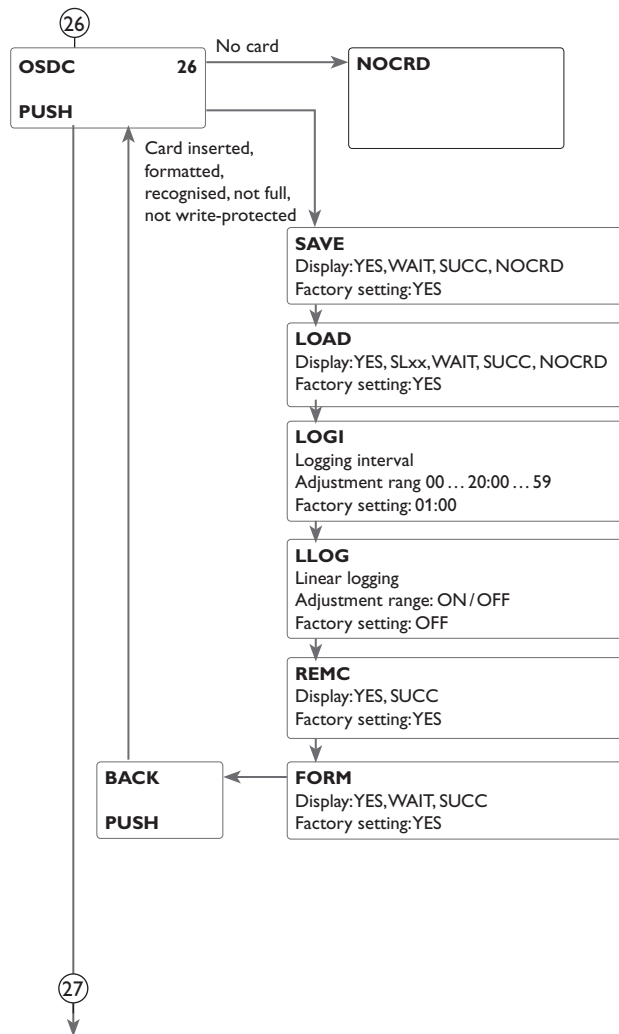 26
OSDC 26
PUSH
No card
NOCRD
Card inserted,
formatted,
recognised, not full,
not write-protected
SAVE
Display:YES,WAIT, SUCC, NOCRD
Factory setting:YES
LOAD
Display:YES, SLxx,WAIT, SUCC, NOCRD
Factory setting:YES
LOGI
Logging interval
Adjustment rang 00 … 20:00 … 59
Factory setting: 01:00
LLOG
Linear logging
Adjustment range: ON/OFF
Factory setting: OFF
REMC
Display:YES, SUCC
Factory setting:YES
BACK
PUSH
FORM
Display:YES,WAIT, SUCC
Factory setting:YES
27